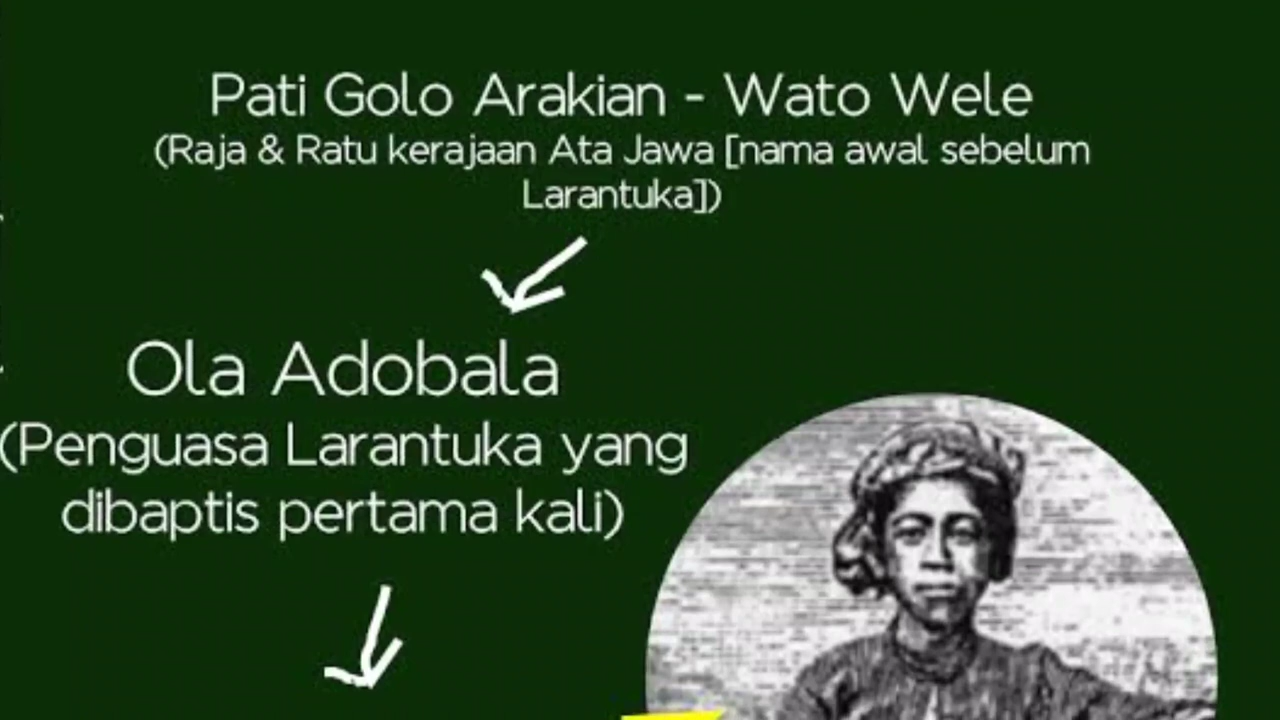 Pati Golo Arakian - Wato Wele
(Raja & Ratu kerajaan Ata Jawa [nama awal sebelum
Larantuka])
Ola Adobala
(Penguasa Larantuka yang
dibaptis pertama kali)